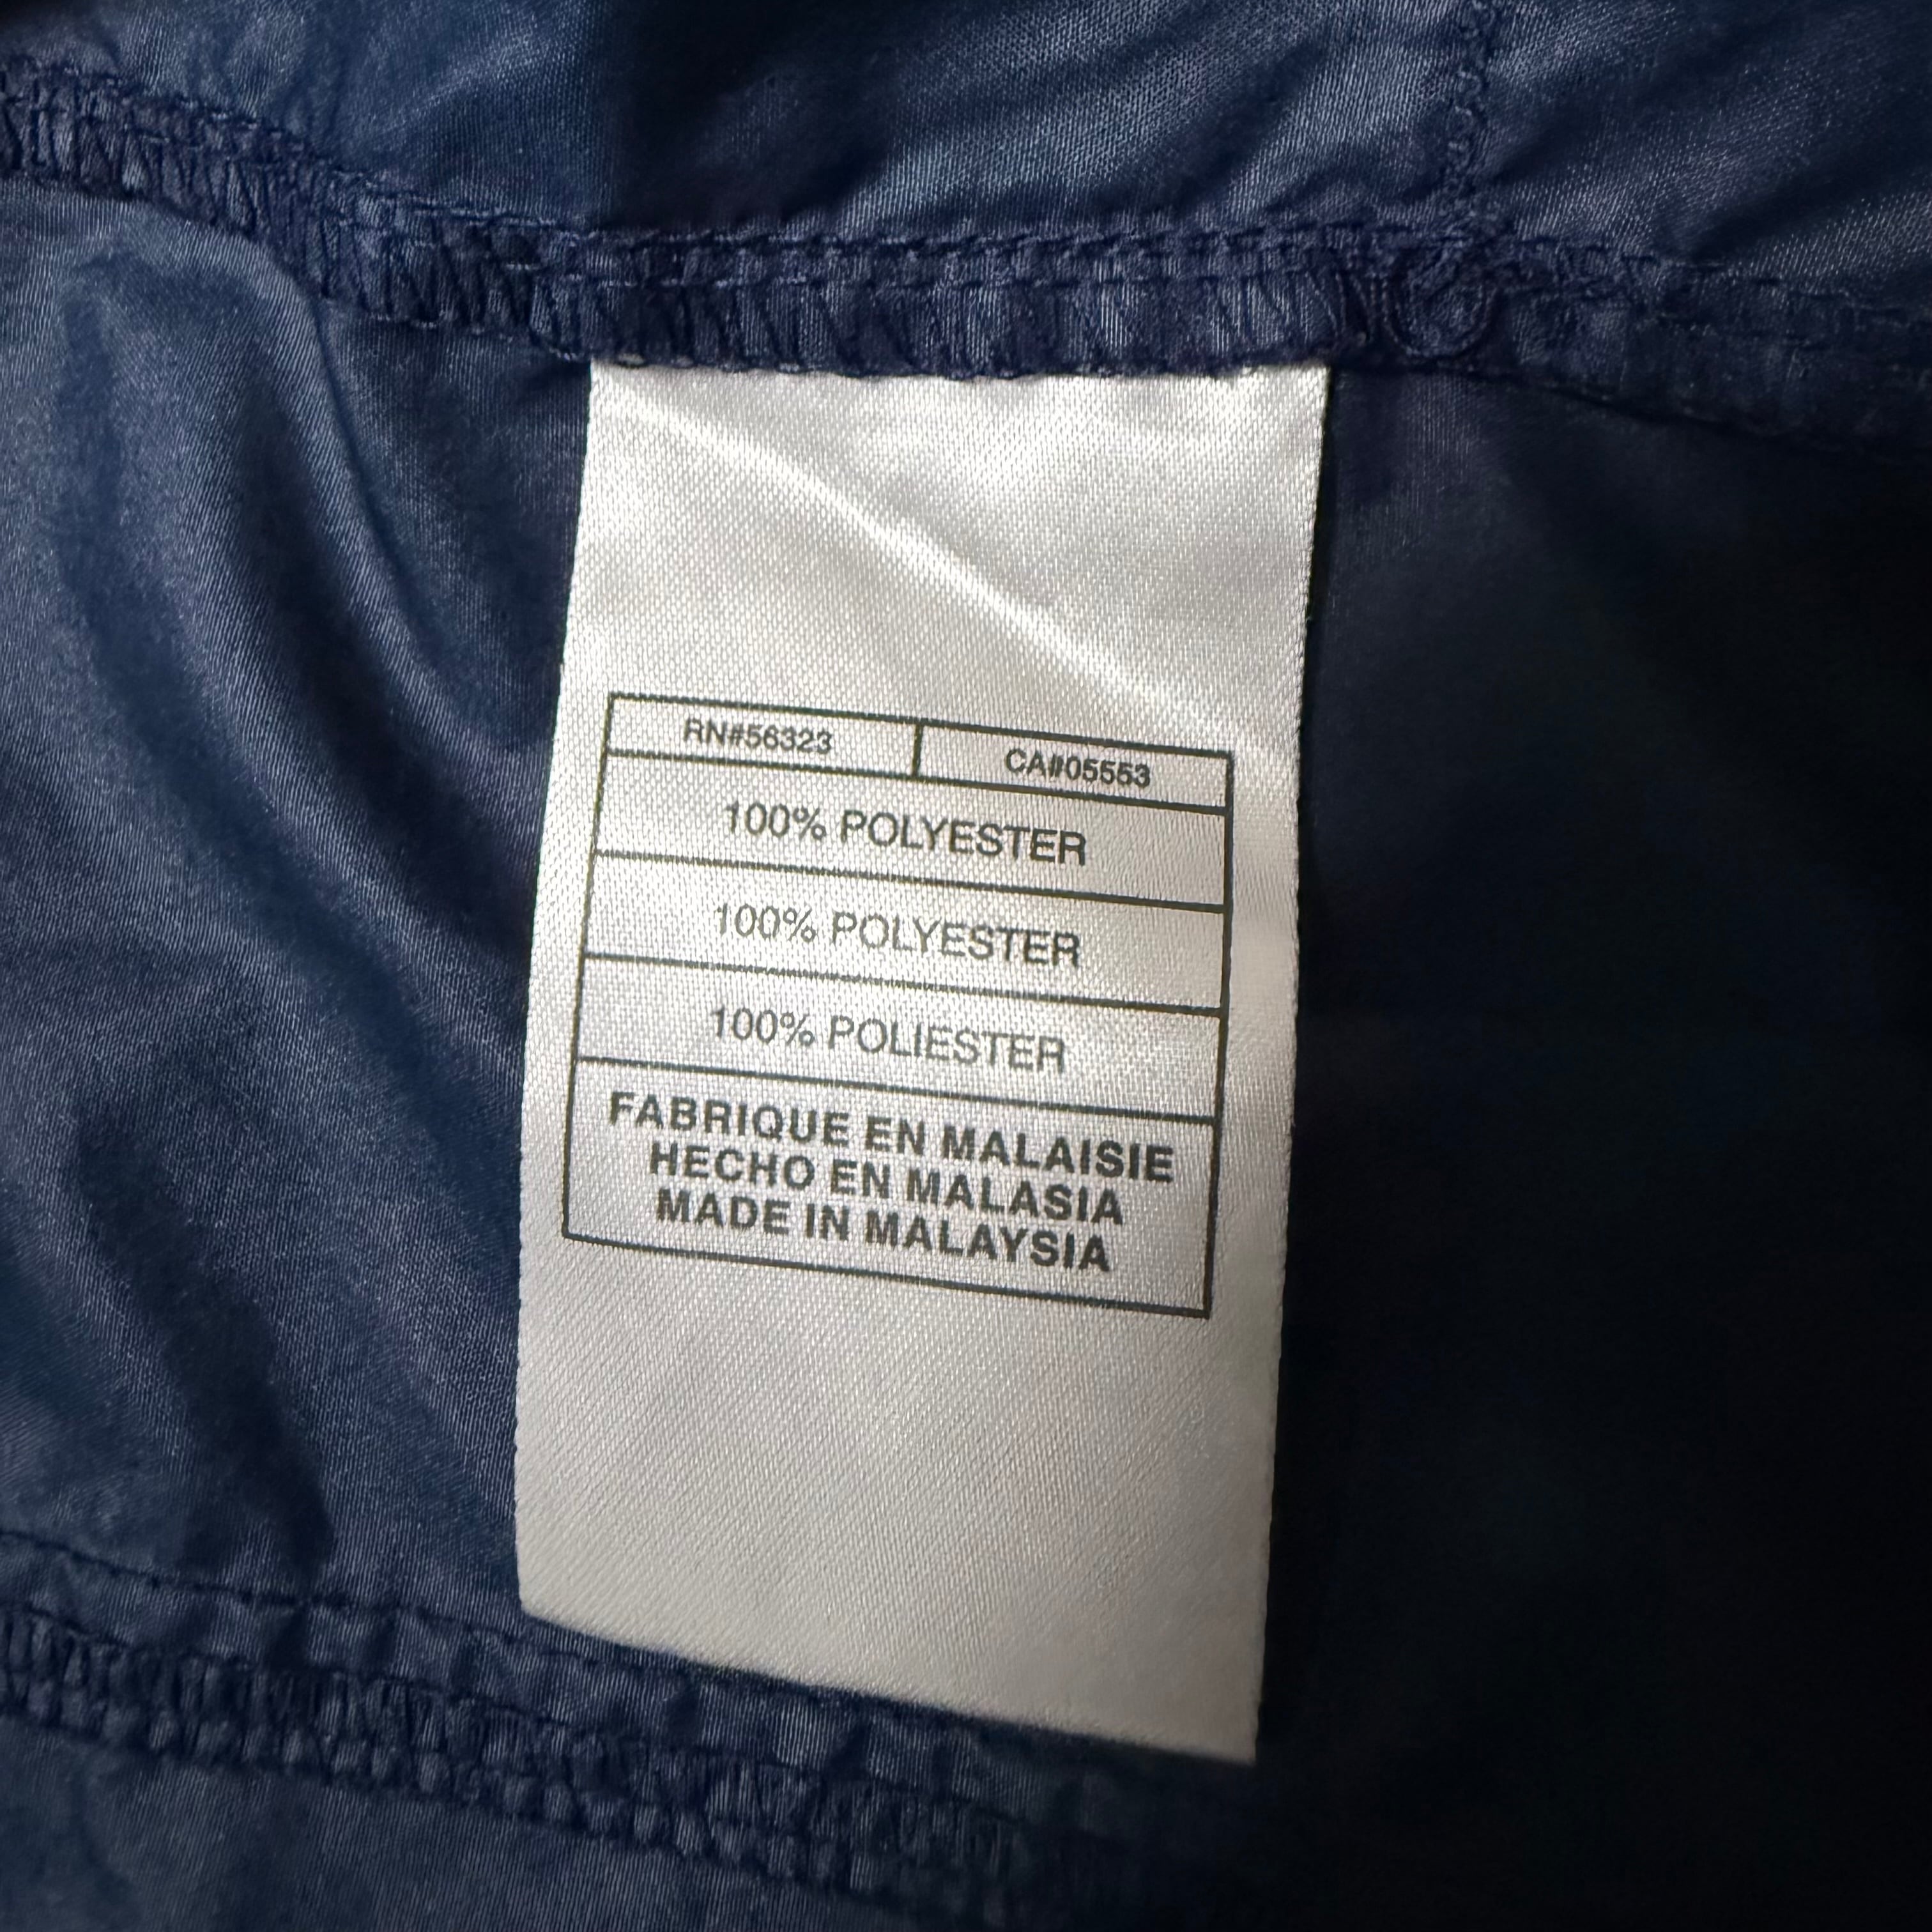 RN#56323 CA#05553
100% POLYESTER
100% POLYESTER
100% POLIESTER
FABRIQUE EN MALAISIE
HECHO EN MALASIA
MADE IN MALAYSIA